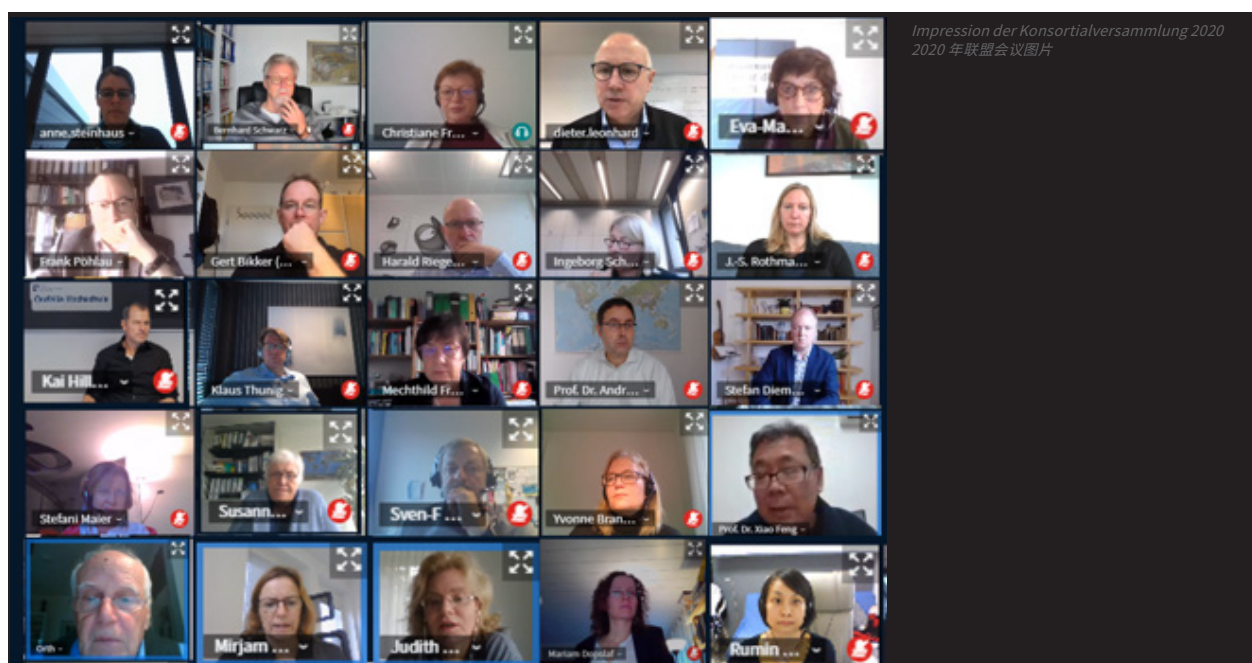 Impression der Konsortialversammlung 2020
2020 年联盟会议图片
anne.steinhaus
Bernhard Schwarz
Christiane Fr...
dieter.leonhard
Eva-Ma...
Frank Pöhlau
Gert Bikker (...
Harald Riege...
Ingeborg Sch...
J.-S. Rothma...
Kai Hill...
Klaus Thunig
Mechthild Fr...
Prof. Dr. Andr...
Stefan Diem...
Stefani Maier
Susann...
Sven-F ...
Yvonne Bran...
Prof. Dr. Xiao Feng
Orth
Mirjam ...
Judith ...
Mariam Dopslaf
Rumin ...